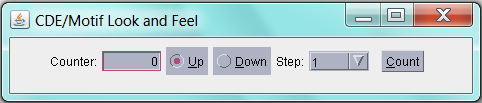 CDE/Motif Look and Feel
Counter: 0 Up Down Step: 1 Count